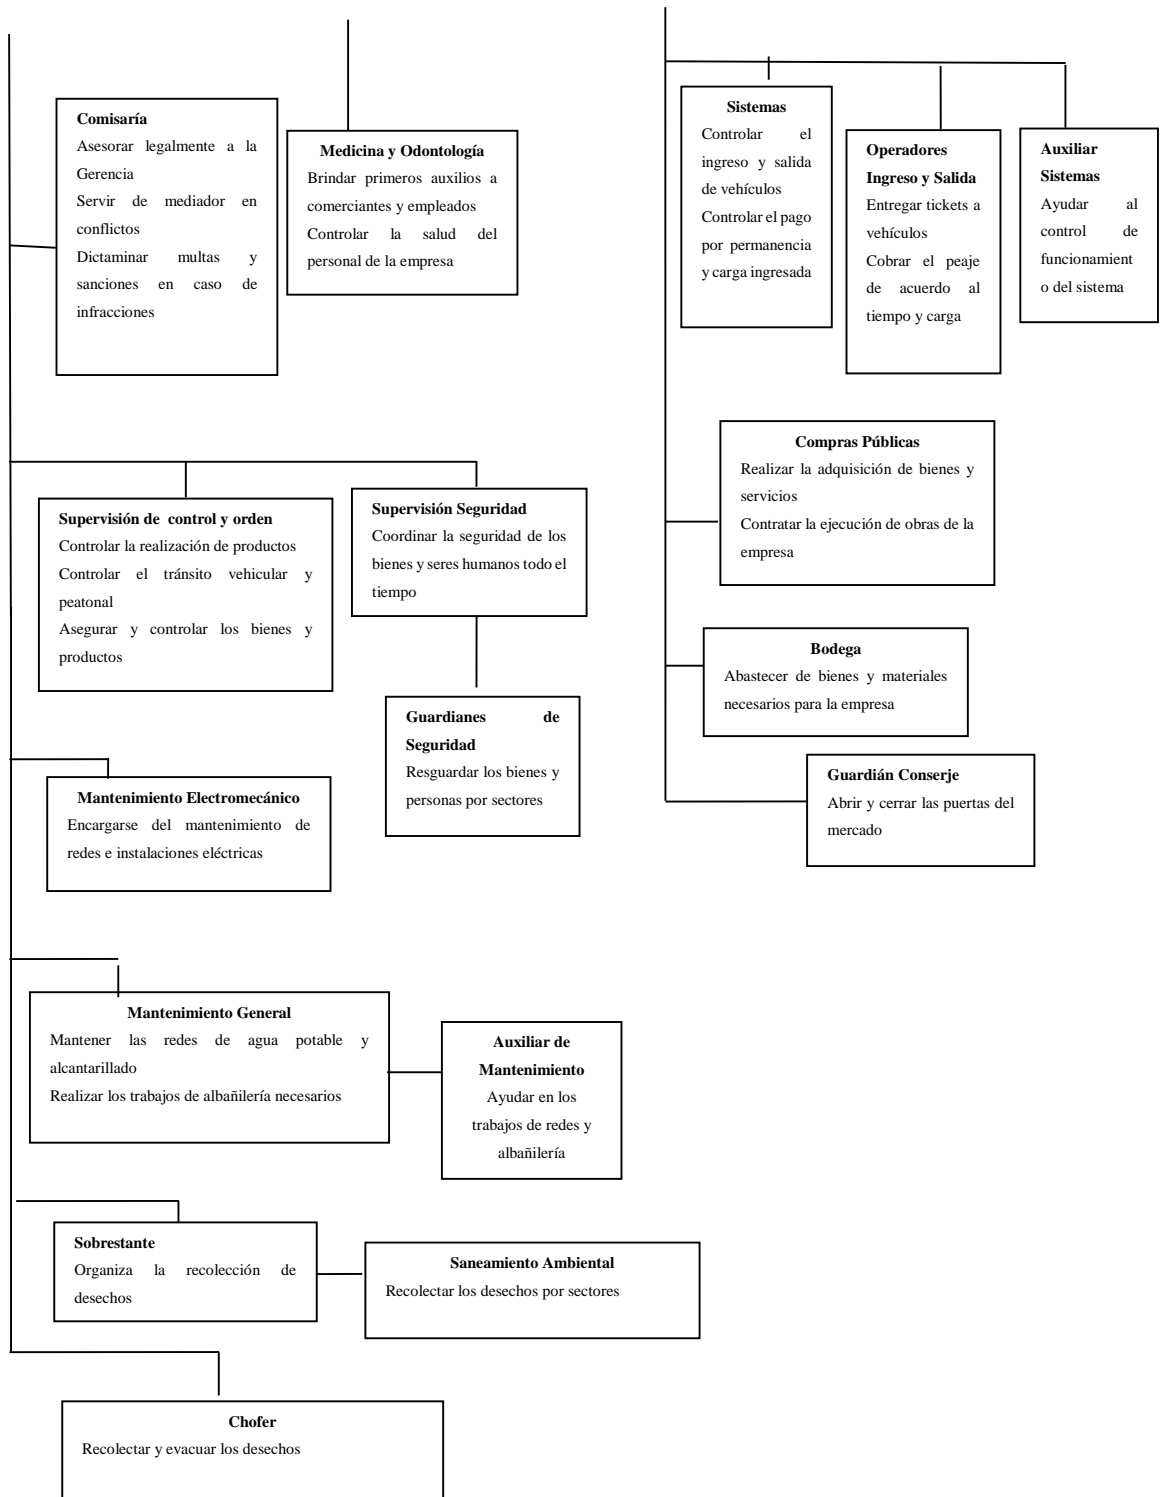 Comisaría
Asesorar legalmente a la
Gerencia
Servir de mediador en
conflictos
Dictaminar multas y
sanciones en caso de
infracciones
Medicina y Odontología
Brindar primeros auxilios a
comerciantes y empleados
Controlar la salud del
personal de la empresa
Sistemas
Controlar el
ingreso y salida
de vehículos
Controlar el pago
por permanencia
y carga ingresada
Operadores
Ingreso y Salida
Entregar tickets a
vehículos
Cobrar el peaje
de acuerdo al
tiempo y carga
Auxiliar
Sistemas
Ayudar al
control de
funcionamient
o del sistema
Supervisión de control y orden
Controlar la realización de productos
Controlar el tránsito vehicular y
peatonal
Asegurar y controlar los bienes y
productos
Supervisión Seguridad
Coordinar la seguridad de los
bienes y seres humanos todo el
tiempo
Guardianes de
Seguridad
Resguardar los bienes y
personas por sectores
Compras Públicas
Realizar la adquisición de bienes y
servicios
Contratar la ejecución de obras de la
empresa
Bodega
Abastecer de bienes y materiales
necesarios para la empresa
Guardián Conserje
Abrir y cerrar las puertas del
mercado
Mantenimiento Electromecánico
Encargarse del mantenimiento de
redes e instalaciones eléctricas
Mantenimiento General
Mantener las redes de agua potable y
alcantarillado
Realizar los trabajos de albañilería necesarios
Auxiliar de
Mantenimiento
Ayudar en los
trabajos de redes y
albañilería
Sobrestante
Organiza la recolección de
desechos
Saneamiento Ambiental
Recolectar los desechos por sectores
Chofer
Recolectar y evacuar los desechos